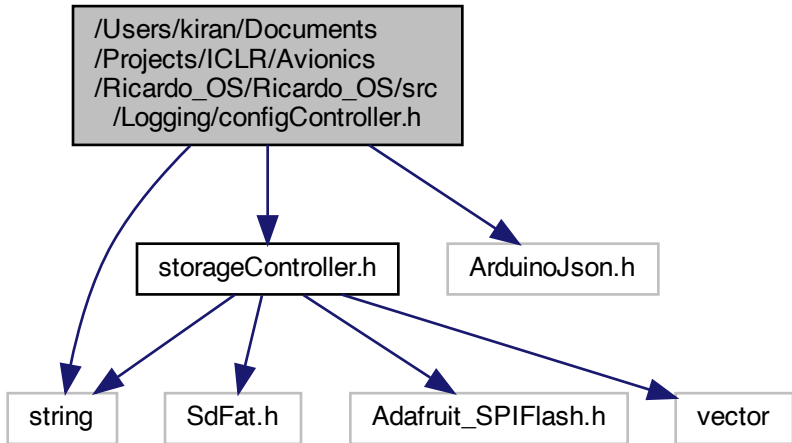 /Users/kiran/Documents
/Projects/ICLR/Avionics
/Ricardo_OS/Ricardo_OS/src
/Logging/configController.h
storageController.h
ArduinoJson.h
string
SdFat.h
Adafruit_SPIFlash.h
vector